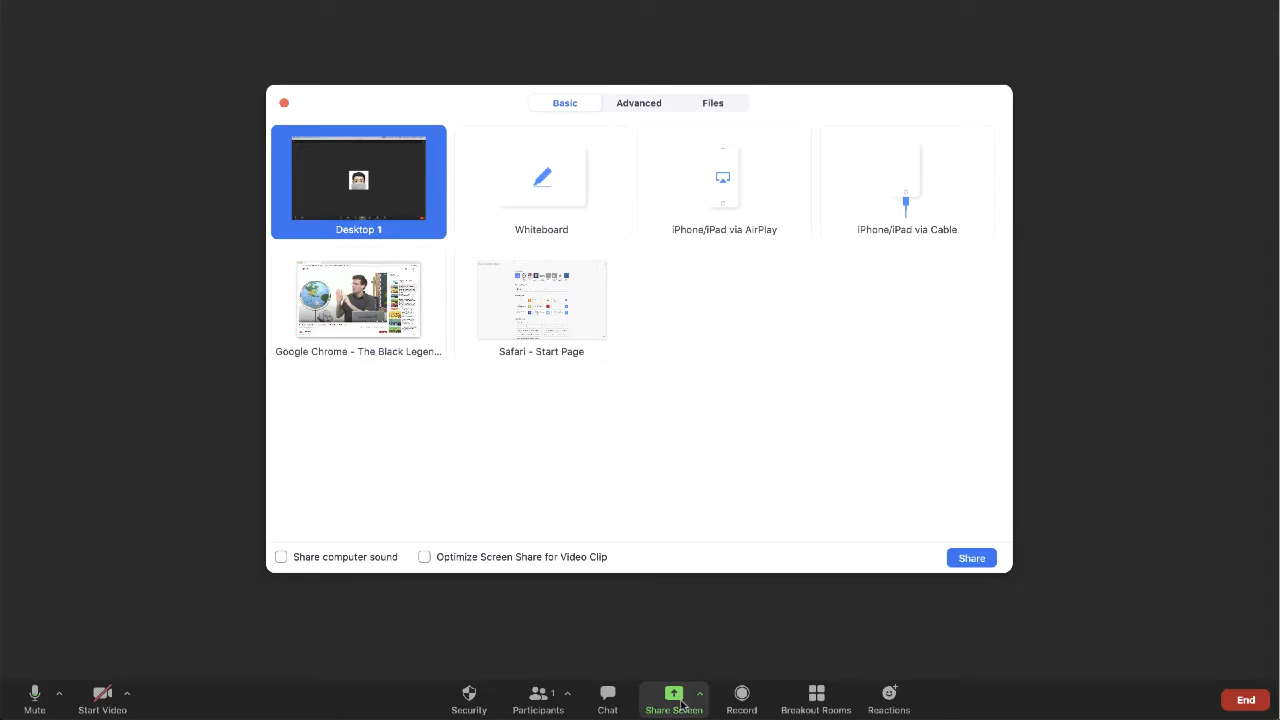 Basic Advanced Files
Desktop 1 Whiteboard iPhone/iPad via AirPlay iPhone/iPad via Cable
Google Chrome - The Black Legen... Safari - Start Page
Share computer sound Optimize Screen Share for Video Clip Share
1
Mute Start Video Security Participants Chat Share Screen Record Breakout Rooms Reactions End